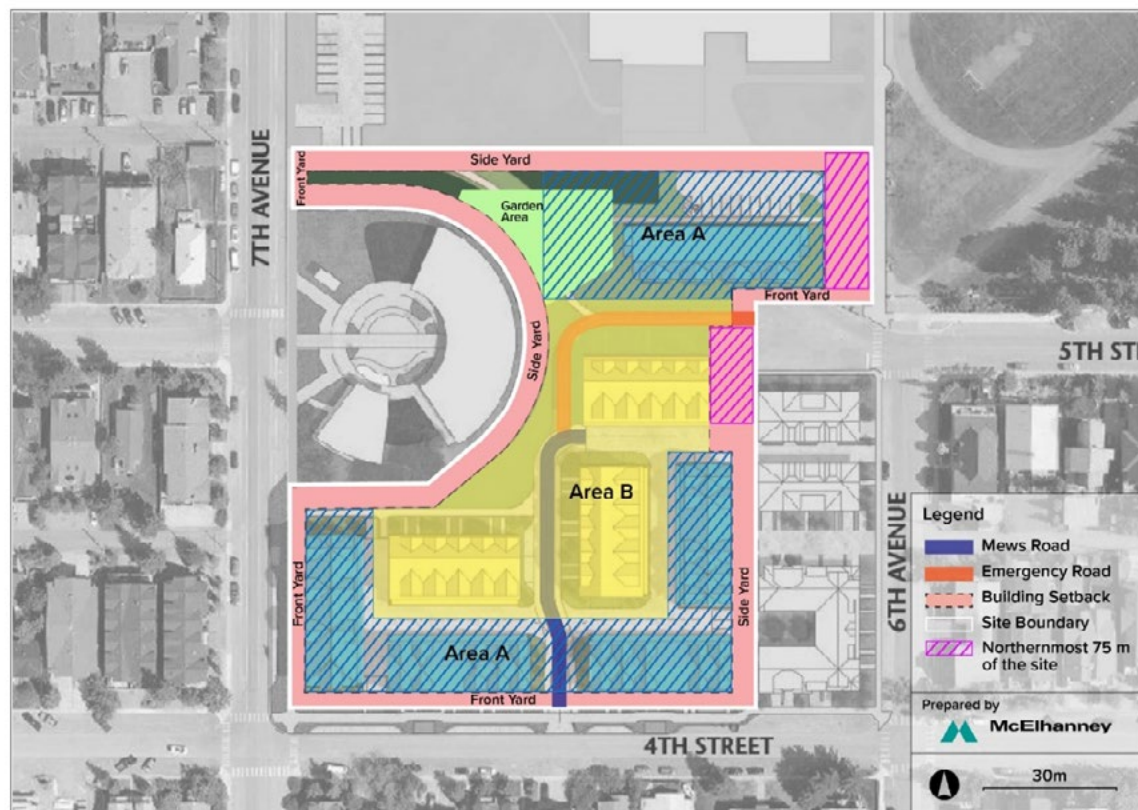 Side Yard
Front Yard
7TH AVENUE
Garden
Area
Area A
Front Yard
Side Yard
5TH ST
Area B
Front Yard
Side Yard
6TH AVENUE
Area A
Front Yard
4TH STREET
Legend
Mews Road
Emergency Road
Building Setback
Site Boundary
Northernmost 75 m
of the site
Prepared by
McElhanney
30m